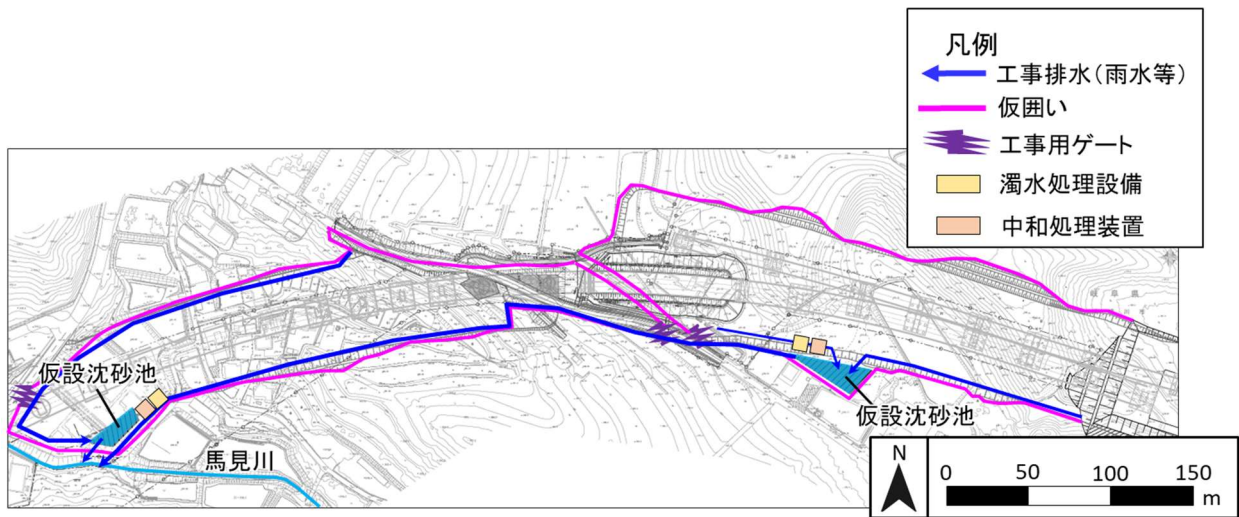 凡例
工事排水（雨水等）
仮囲い
工事用ゲート
濁水処理設備
中和処理装置
仮設沈砂池
仮設沈砂池
馬見川
N
0 50 100 150
m